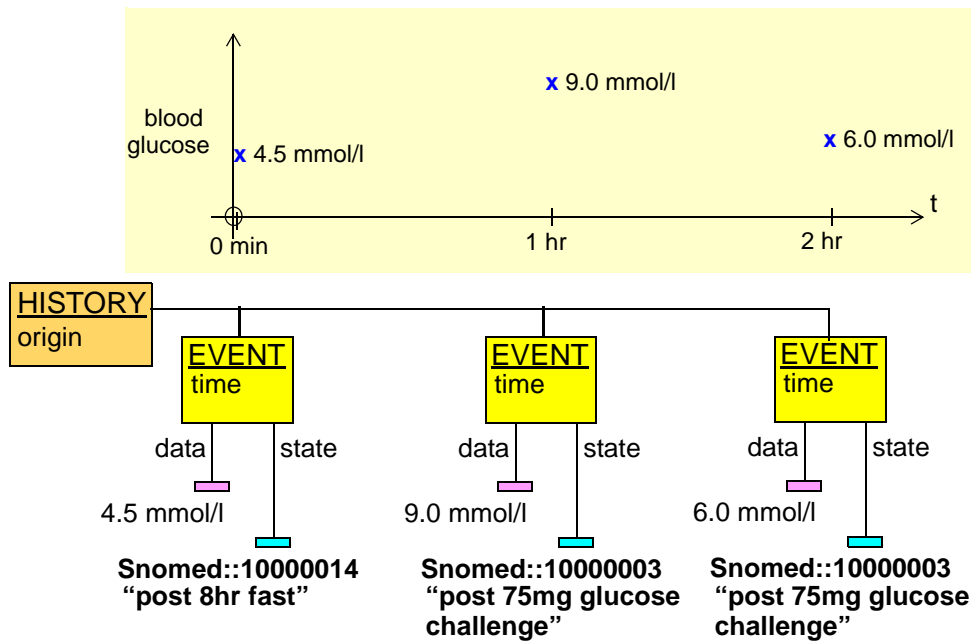 x 9.0 mmol/l
blood
glucose
x 4.5 mmol/l
x 6.0 mmol/l
t
0 min
1 hr
2 hr
HISTORY
origin
EVENT
time
data
state
4.5 mmol/l
Snomed::10000014
“post 8hr fast”
EVENT
time
data
state
9.0 mmol/l
Snomed::10000003
“post 75mg glucose
challenge”
EVENT
time
data
state
6.0 mmol/l
Snomed::10000003
“post 75mg glucose
challenge”